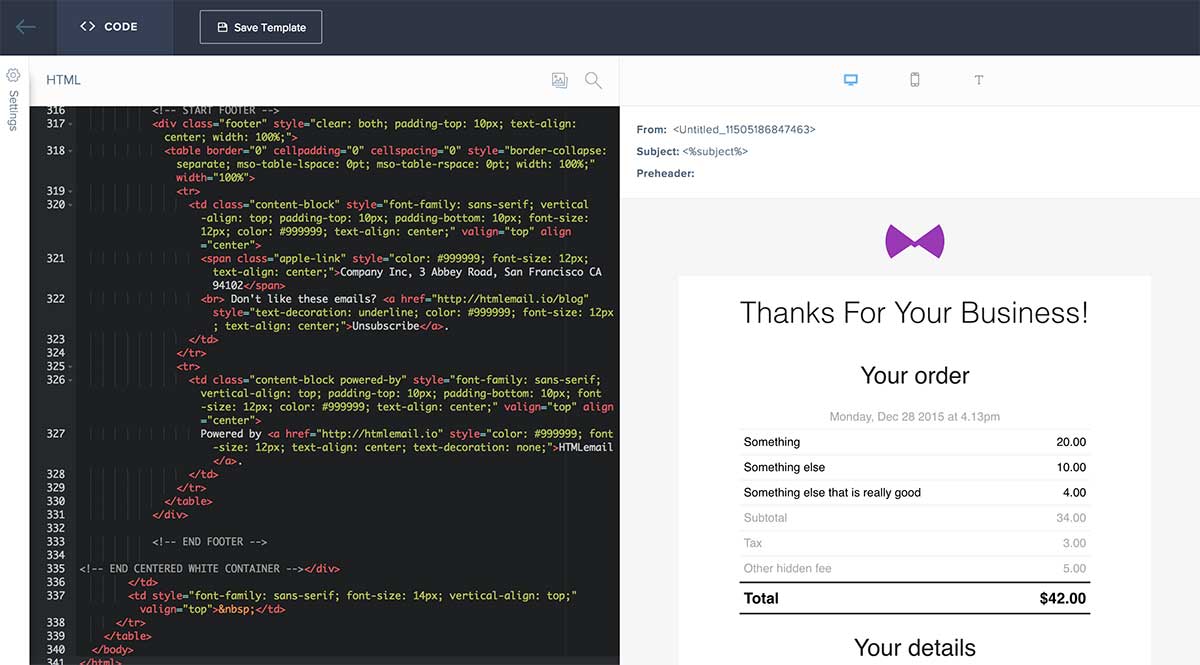 <> CODE
Save Template
Settings
HTML
316 <!-- START FOOTER -->
317 <div class="footer" style="clear: both; padding-top: 10px; text-align:
center; width: 100%;">
318 <table border="0" cellpadding="0" cellspacing="0" style="border-collapse:
separate; mso-table-lspace: 0pt; mso-table-rspace: 0pt; width: 100%;"
width="100%">
319 <tr>
320 <td class="content-block" style="font-family: sans-serif; vertical
-align: top; padding-top: 10px; padding-bottom: 10px; font-size:
12px; color: #999999; text-align: center;" valign="top" align
="center">
321 <span class="apple-link" style="color: #999999; font-size: 12px;
text-align: center;">Company Inc, 3 Abbey Road, San Francisco CA
94102</span>
322 <br> Don't like these emails? <a href="http://htmlemail.io/blog"
style="text-decoration: underline; color: #999999; font-size: 12px
; text-align: center;">Unsubscribe</a>.
323 </td>
324 </tr>
325 <tr>
326 <td class="content-block powered-by" style="font-family: sans-serif;
vertical-align: top; padding-top: 10px; padding-bottom: 10px; font
-size: 12px; color: #999999; text-align: center;" valign="top" align
="center">
327 Powered by <a href="http://htmlemail.io" style="color: #999999; font
-size: 12px; text-align: center; text-decoration: none;">HTMLemail
</a>.
328 </td>
329 </tr>
330 </table>
331 </div>
332
333 <!-- END FOOTER -->
334
335 <!-- END CENTERED WHITE CONTAINER --></div>
336 </td>
337 <td style="font-family: sans-serif; font-size: 14px; vertical-align: top;"
valign="top">&nbsp;</td>
338 </tr>
339 </table>
340 </body>
341 </html>
T
From: <Untitled_11505186847463>
Subject: <%subject%>
Preheader:
Thanks For Your Business!
Your order
Monday, Dec 28 2015 at 4.13pm
Something 20.00
Something else 10.00
Something else that is really good 4.00
Subtotal 34.00
Tax 3.00
Other hidden fee 5.00
Total $42.00
Your details